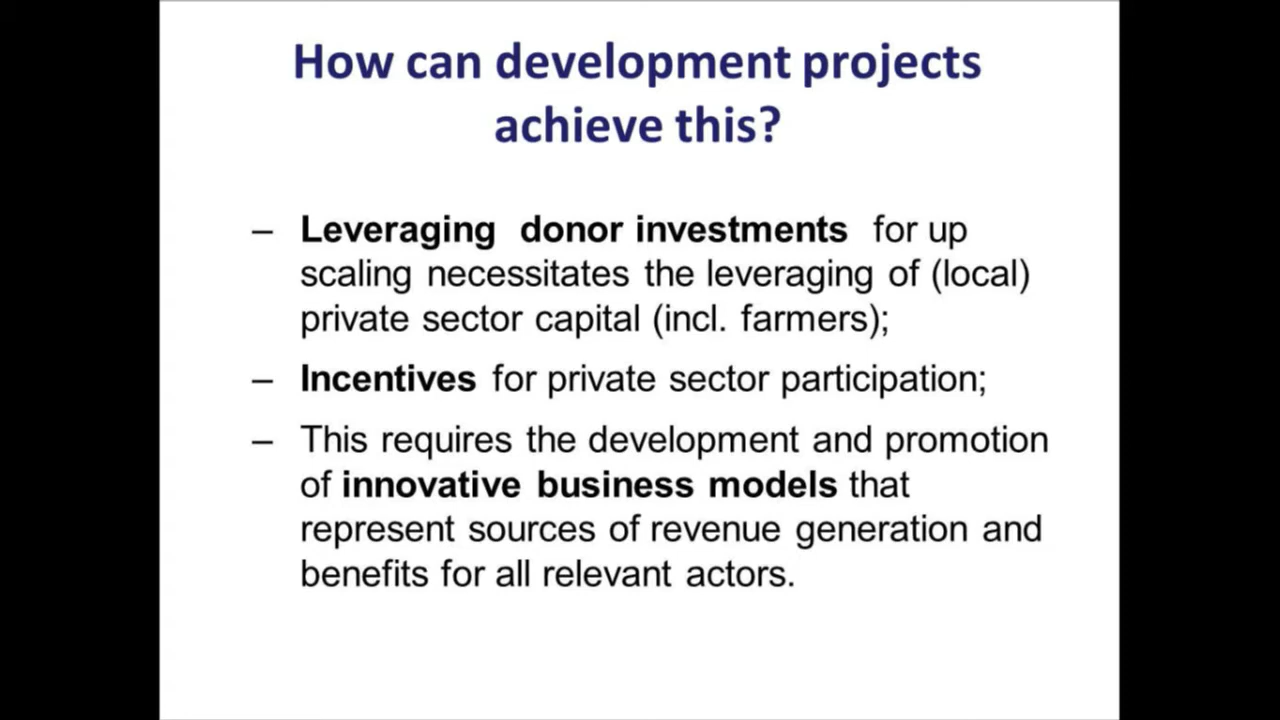 How can development projects
achieve this?
– Leveraging donor investments for up
scaling necessitates the leveraging of (local)
private sector capital (incl. farmers);
– Incentives for private sector participation;
– This requires the development and promotion
of innovative business models that
represent sources of revenue generation and
benefits for all relevant actors.